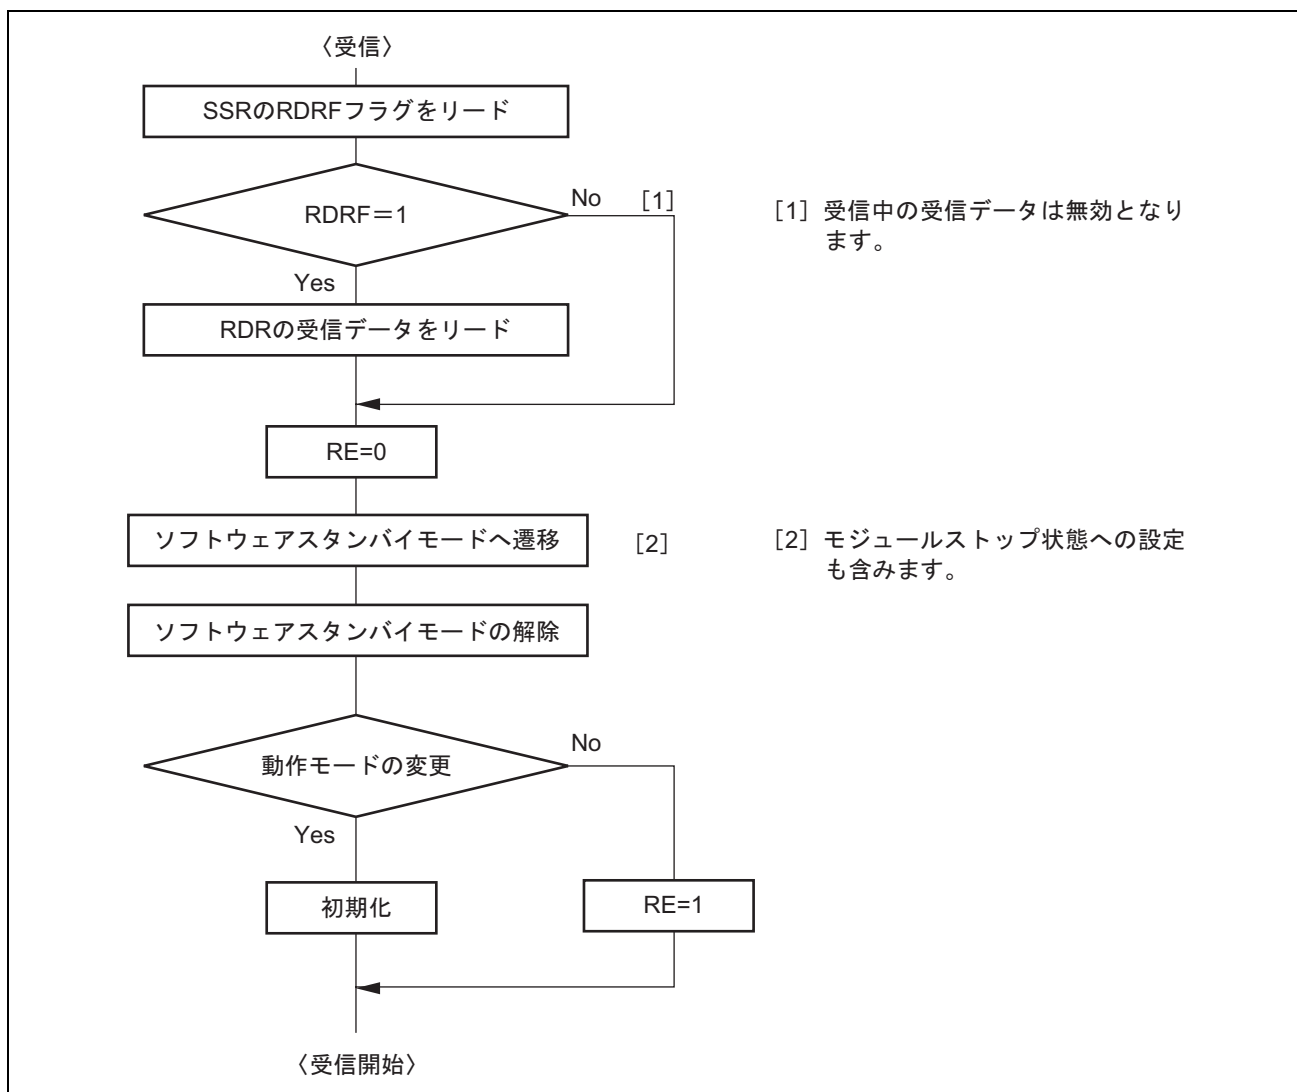 〈受信〉
SSRのRDRFフラグをリード
RDRF＝1
No
［1］
［1］受信中の受信データは無効となり
ます。
Yes
RDRの受信データをリード
RE=0
ソフトウェアスタンバイモードへ遷移
［2］
［2］モジュールストップ状態への設定
も含みます。
ソフトウェアスタンバイモードの解除
動作モードの変更
No
Yes
初期化
RE=1
〈受信開始〉